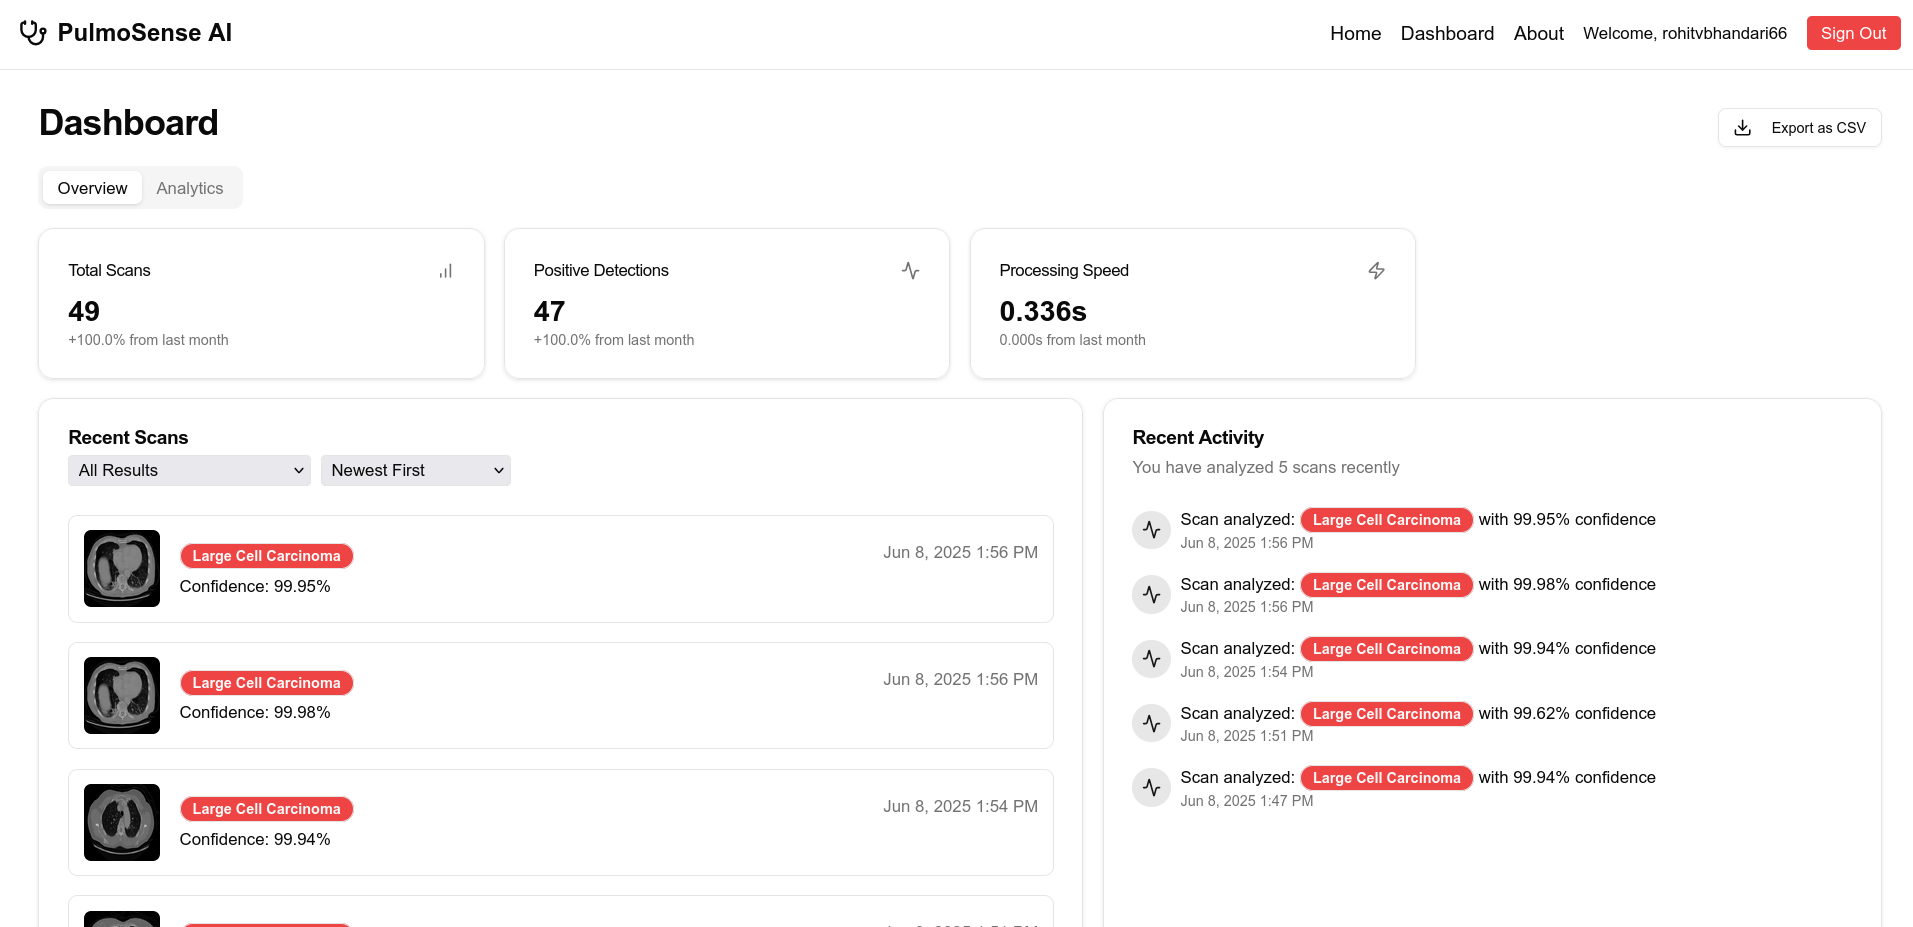 PulmoSense AI
Home Dashboard About Welcome, rohitvbhandari66 Sign Out
Dashboard
Export as CSV
Overview Analytics
Total Scans
49
+100.0% from last month
Positive Detections
47
+100.0% from last month
Processing Speed
0.336s
0.000s from last month
Recent Scans
All Results Newest First
Large Cell Carcinoma
Jun 8, 2025 1:56 PM
Confidence: 99.95%
Large Cell Carcinoma
Jun 8, 2025 1:56 PM
Confidence: 99.98%
Large Cell Carcinoma
Jun 8, 2025 1:54 PM
Confidence: 99.94%
Recent Activity
You have analyzed 5 scans recently
Scan analyzed: Large Cell Carcinoma with 99.95% confidence
Jun 8, 2025 1:56 PM
Scan analyzed: Large Cell Carcinoma with 99.98% confidence
Jun 8, 2025 1:56 PM
Scan analyzed: Large Cell Carcinoma with 99.94% confidence
Jun 8, 2025 1:54 PM
Scan analyzed: Large Cell Carcinoma with 99.62% confidence
Jun 8, 2025 1:51 PM
Scan analyzed: Large Cell Carcinoma with 99.94% confidence
Jun 8, 2025 1:47 PM